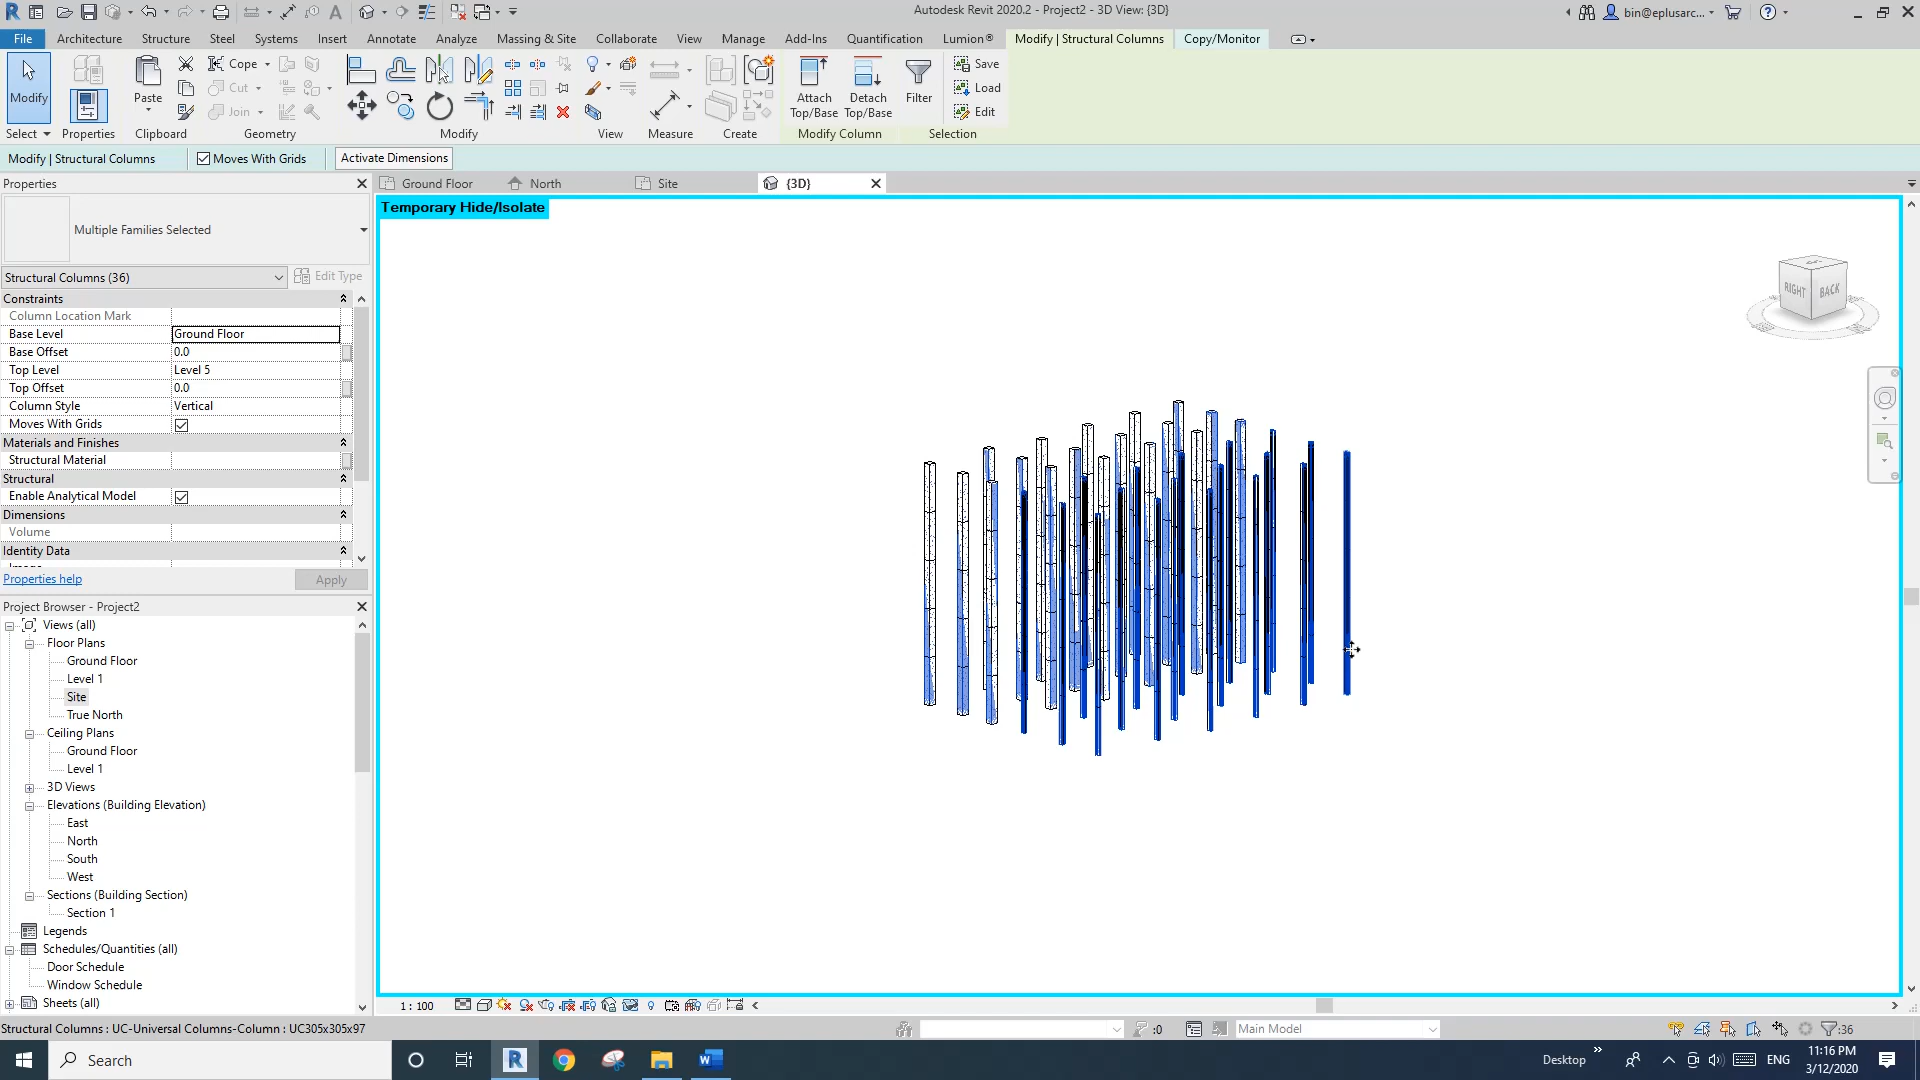 Autodesk Revit 2020.2 - Project2 - 3D View: {3D}
bin@eplusarc...
File
Architecture
Structure
Steel
Systems
Insert
Annotate
Analyze
Massing & Site
Collaborate
View
Manage
Add-Ins
Quantification
Lumion®
Modify | Structural Columns
Copy/Monitor
Modify
Paste
Cope
Cut
Join
Attach
Top/Base
Detach
Top/Base
Filter
Save
Load
Edit
Select
Properties
Clipboard
Geometry
Modify
View
Measure
Create
Modify Column
Selection
Modify | Structural Columns
Moves With Grids
Activate Dimensions
Properties
Ground Floor
North
Site
{3D}
Temporary Hide/Isolate
Multiple Families Selected
Structural Columns (36)
Edit Type
Constraints
Column Location Mark
Base Level
Ground Floor
Base Offset
0.0
Top Level
Level 5
Top Offset
0.0
Column Style
Vertical
Moves With Grids
Materials and Finishes
Structural Material
Structural
Enable Analytical Model
Dimensions
Volume
Identity Data
Properties help
Apply
RIGHT
BACK
Project Browser - Project2
Views (all)
Floor Plans
Ground Floor
Level 1
Site
True North
Ceiling Plans
Ground Floor
Level 1
3D Views
Elevations (Building Elevation)
East
North
South
West
Sections (Building Section)
Section 1
Legends
Schedules/Quantities (all)
Door Schedule
Window Schedule
Sheets (all)
1 : 100
Structural Columns : UC-Universal Columns-Column : UC305x305x97
:0
Main Model
:36
Search
Desktop
ENG
11:16 PM
3/12/2020